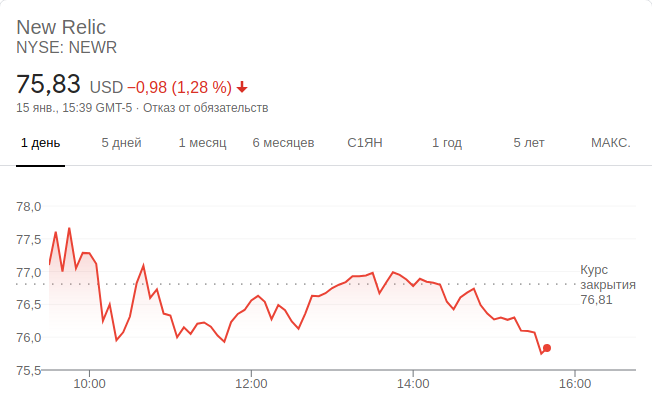 New Relic
NYSE: NEWR
75,83 USD −0,98 (1,28 %)
15 янв., 15:39 GMT-5 · Отказ от обязательств
1 день 5 дней 1 месяц 6 месяцев С1ЯН 1 год 5 лет МАКС.
78,0
77,5
77,0
76,5
76,0
75,5
Курс
закрытия
76,81
10:00 12:00 14:00 16:00